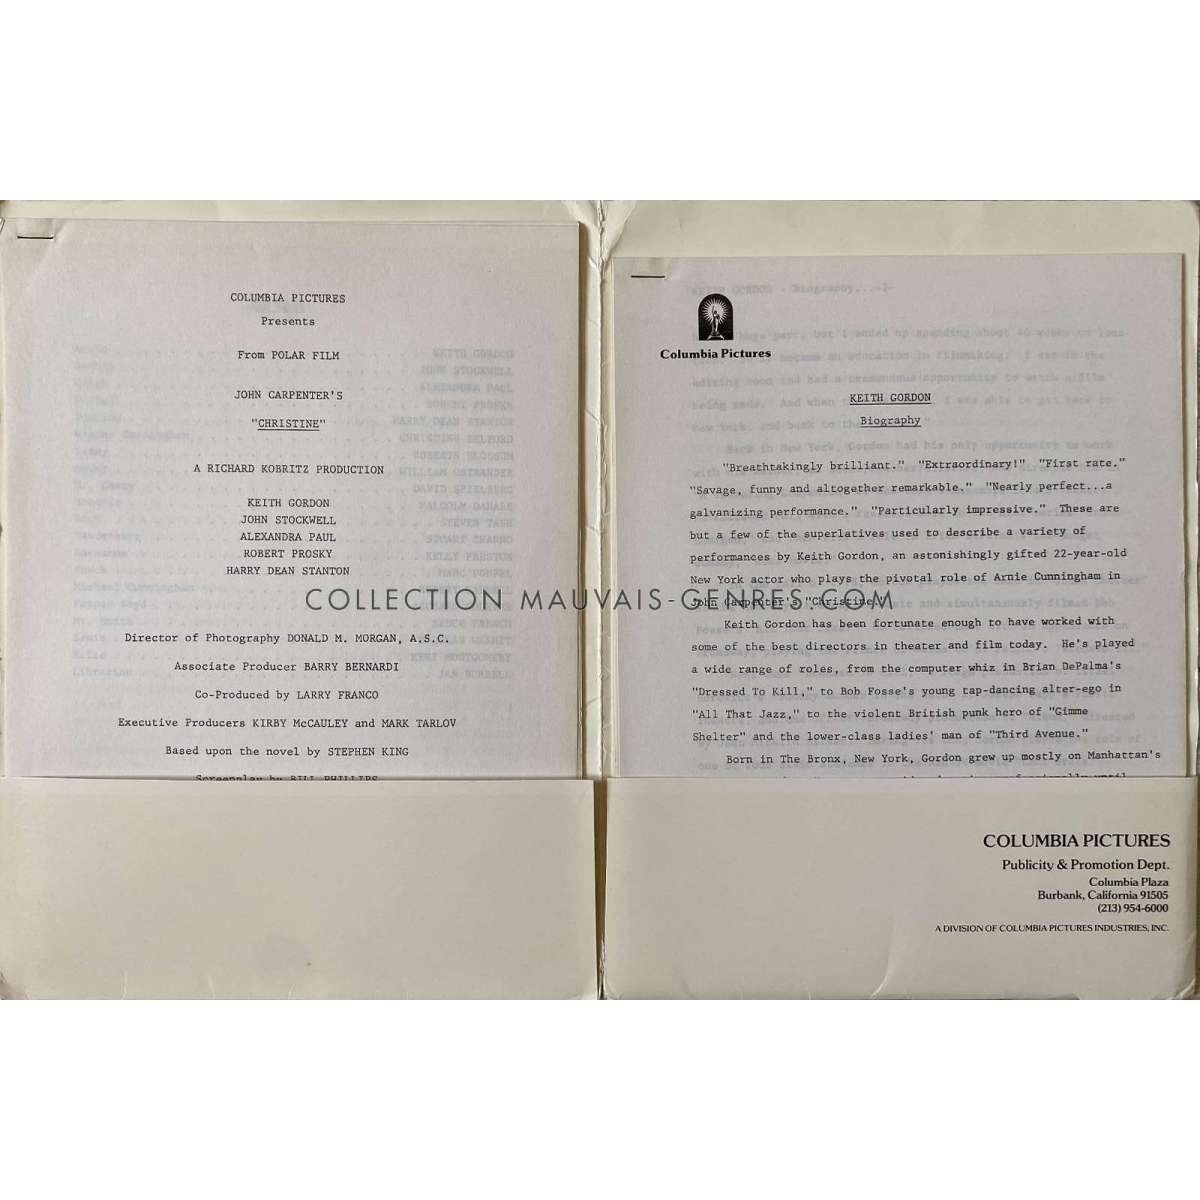 COLUMBIA PICTURES
Presents
From POLAR FILM
JOHN CARPENTER'S
"CHRISTINE"
A RICHARD KOBRITZ PRODUCTION
KEITH GORDON
JOHN STOCKWELL
ALEXANDRA PAUL
ROBERT PROSKY
HARRY DEAN STANTON
Director of Photography DONALD M. MORGAN, A.S.C.
Associate Producer BARRY BERNARDI
Co-Produced by LARRY FRANCO
Executive Producers KIRBY McCAULEY and MARK TARLOV
Based upon the novel by STEPHEN KING
Screenplay by BILL PHILLIPS
Columbia Pictures
KEITH GORDON
Biography
"Breathtakingly brilliant." "Extraordinary!" "First rate."
"Savage, funny and altogether remarkable." "Nearly perfect...a
galvanizing performance." "Particularly impressive." These are
but a few of the superlatives used to describe a variety of
performances by Keith Gordon, an astonishingly gifted 22-year-old
New York actor who plays the pivotal role of Arnie Cunningham in
John Carpenter's "Christine."
Keith Gordon has been fortunate enough to have worked with
some of the best directors in theater and film today. He's played
a wide range of roles, from the computer whiz in Brian DePalma's
"Dressed To Kill," to Bob Fosse's young tap-dancing alter-ego in
"All That Jazz," to the violent British punk hero of "Gimme
Shelter" and the lower-class ladies' man of "Third Avenue."
Born in The Bronx, New York, Gordon grew up mostly on Manhattan's
COLLECTION MAUVAIS-GENRES.COM
COLUMBIA PICTURES
Publicity & Promotion Dept.
Columbia Plaza
Burbank, California 91505
(213) 954-6000
A DIVISION OF COLUMBIA PICTURES INDUSTRIES, INC.